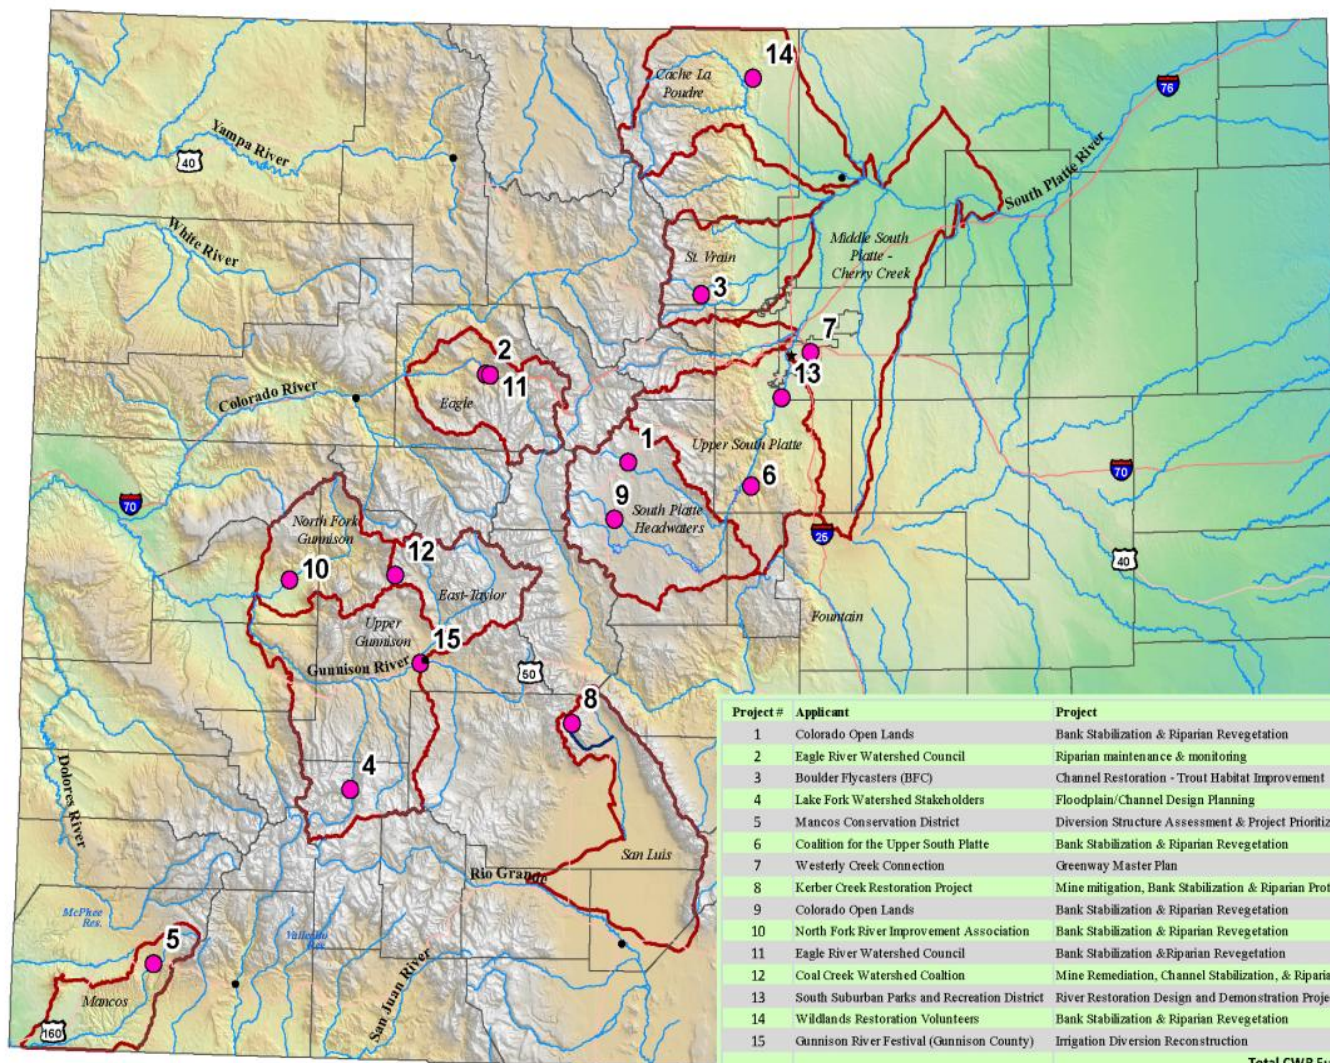 14
Cache La
Poudre
76
Yampa River
40
South Platte River
White River
St. Vrain
Middle South
Platte -
Cherry Creek
3
7
2
13
11
Colorado River
Eagle
1
Upper South Platte
70
6
9
70
South Platte
Headwaters
North Fork
Gunnison
25
12
40
10
East-Taylor
Fountain
Upper
Gunnison
15
Gunnison River
50
8
4
Dolores River
San Luis
Rio Grande
McPhee
Res.
Vallecito
Res.
5
San Juan River
Mancos
160
Project # Applicant Project
1 Colorado Open Lands Bank Stabilization & Riparian Revegetation
2 Eagle River Watershed Council Riparian maintenance & monitoring
3 Boulder Flycasters (BFC) Channel Restoration - Trout Habitat Improvement
4 Lake Fork Watershed Stakeholders Floodplain/Channel Design Planning
5 Mancos Conservation District Diversion Structure Assessment & Project Prioritiz
6 Coalition for the Upper South Platte Bank Stabilization & Riparian Revegetation
7 Westerly Creek Connection Greenway Master Plan
8 Kerber Creek Restoration Project Mine mitigation, Bank Stabilization & Riparian Prot
9 Colorado Open Lands Bank Stabilization & Riparian Revegetation
10 North Fork River Improvement Association Bank Stabilization & Riparian Revegetation
11 Eagle River Watershed Council Bank Stabilization &Riparian Revegetation
12 Coal Creek Watershed Coaltion Mine Remediation, Channel Stabilization, & Riparia
13 South Suburban Parks and Recreation District River Restoration Design and Demonstration Proje
14 Wildlands Restoration Volunteers Bank Stabilization & Riparian Revegetation
15 Gunnison River Festival (Gunnison County) Irrigation Diversion Reconstruction
Total CWRF